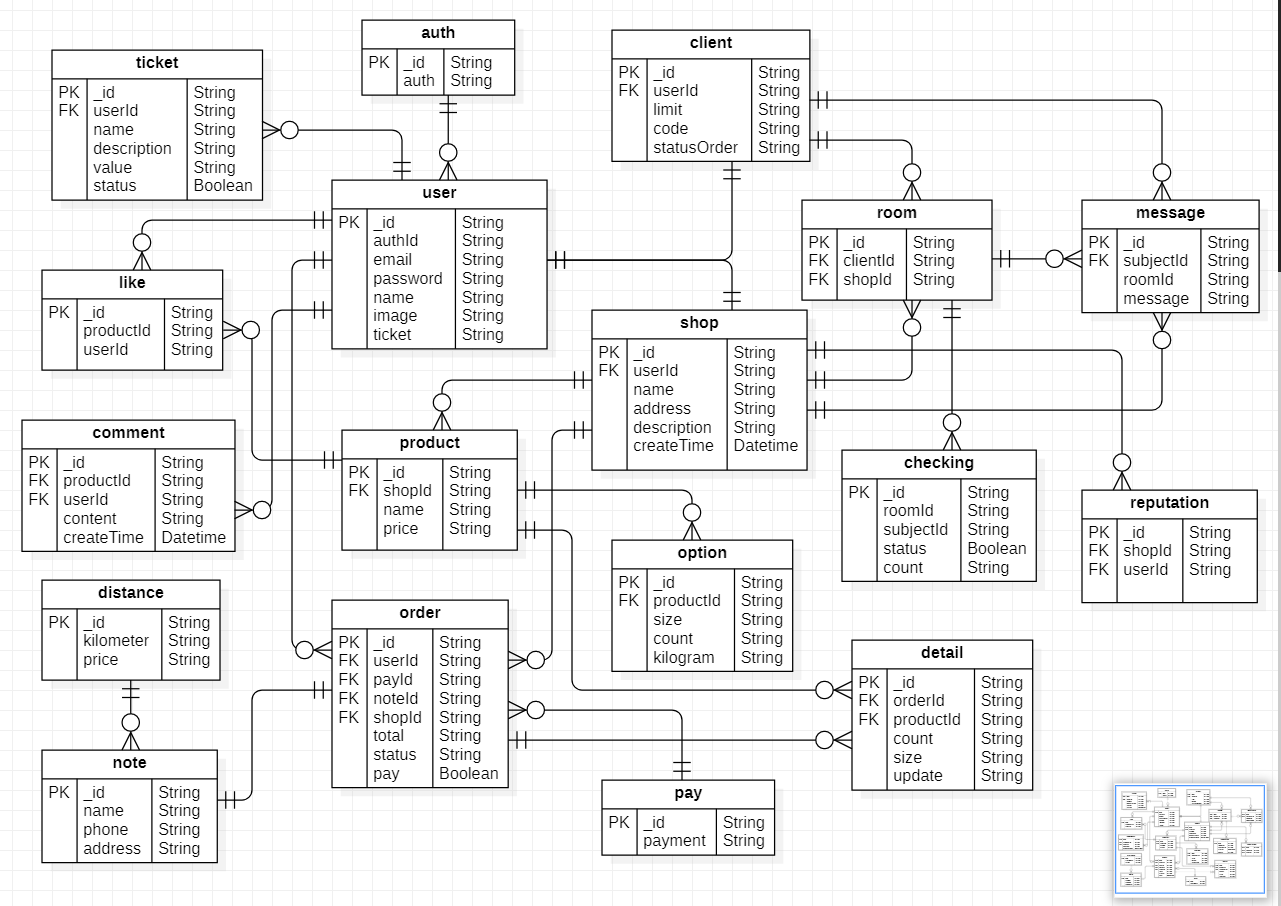 auth
PK _id String
auth String
client
PK _id String
FK userId String
limit String
code String
statusOrder String
ticket
PK _id String
FK userId String
name String
description String
value String
status Boolean
user
PK _id String
authId String
email String
password String
name String
image String
ticket String
room
PK _id String
FK clientId String
FK shopId String
message
PK _id String
FK subjectId String
roomId String
message String
like
PK _id String
productId String
userId String
shop
PK _id String
FK userId String
name String
address String
description String
createTime Datetime
comment
PK _id String
FK productId String
FK userId String
content String
createTime Datetime
product
PK _id String
FK shopId String
name String
price String
checking
PK _id String
roomId String
subjectId String
status Boolean
count String
reputation
PK _id String
FK shopId String
FK userId String
option
PK _id String
FK productId String
size String
count String
kilogram String
distance
PK _id String
kilometer String
price String
order
PK _id String
FK userId String
FK payId String
FK noteId String
FK shopId String
total String
status String
pay Boolean
detail
PK _id String
FK orderId String
FK productId String
count String
size String
update String
note
PK _id String
name String
phone String
address String
pay
PK _id String
payment String